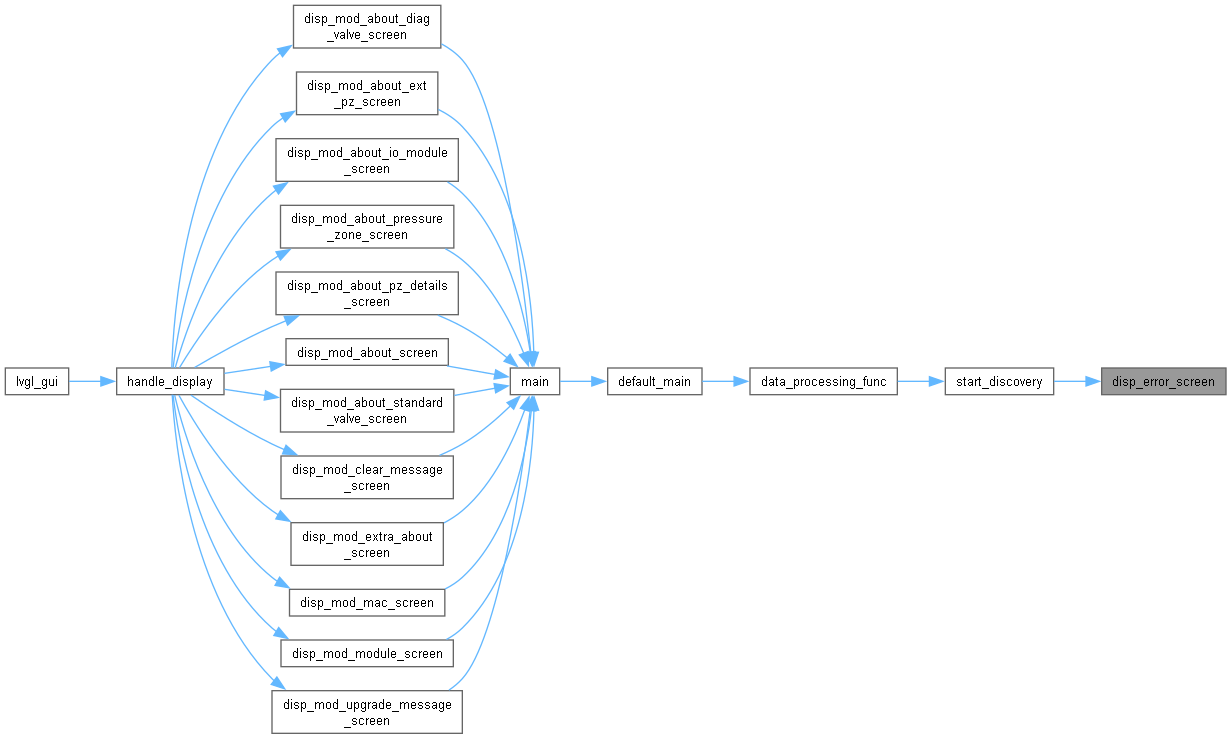 disp_mod_about_diag
_valve_screen
disp_mod_about_ext
_pz_screen
disp_mod_about_io_module
_screen
disp_mod_about_pressure
_zone_screen
disp_mod_about_pz_details
_screen
disp_mod_about_screen
lvgl_gui
handle_display
main
default_main
data_processing_func
start_discovery
disp_error_screen
disp_mod_about_standard
_valve_screen
disp_mod_clear_message
_screen
disp_mod_extra_about
_screen
disp_mod_mac_screen
disp_mod_module_screen
disp_mod_upgrade_message
_screen